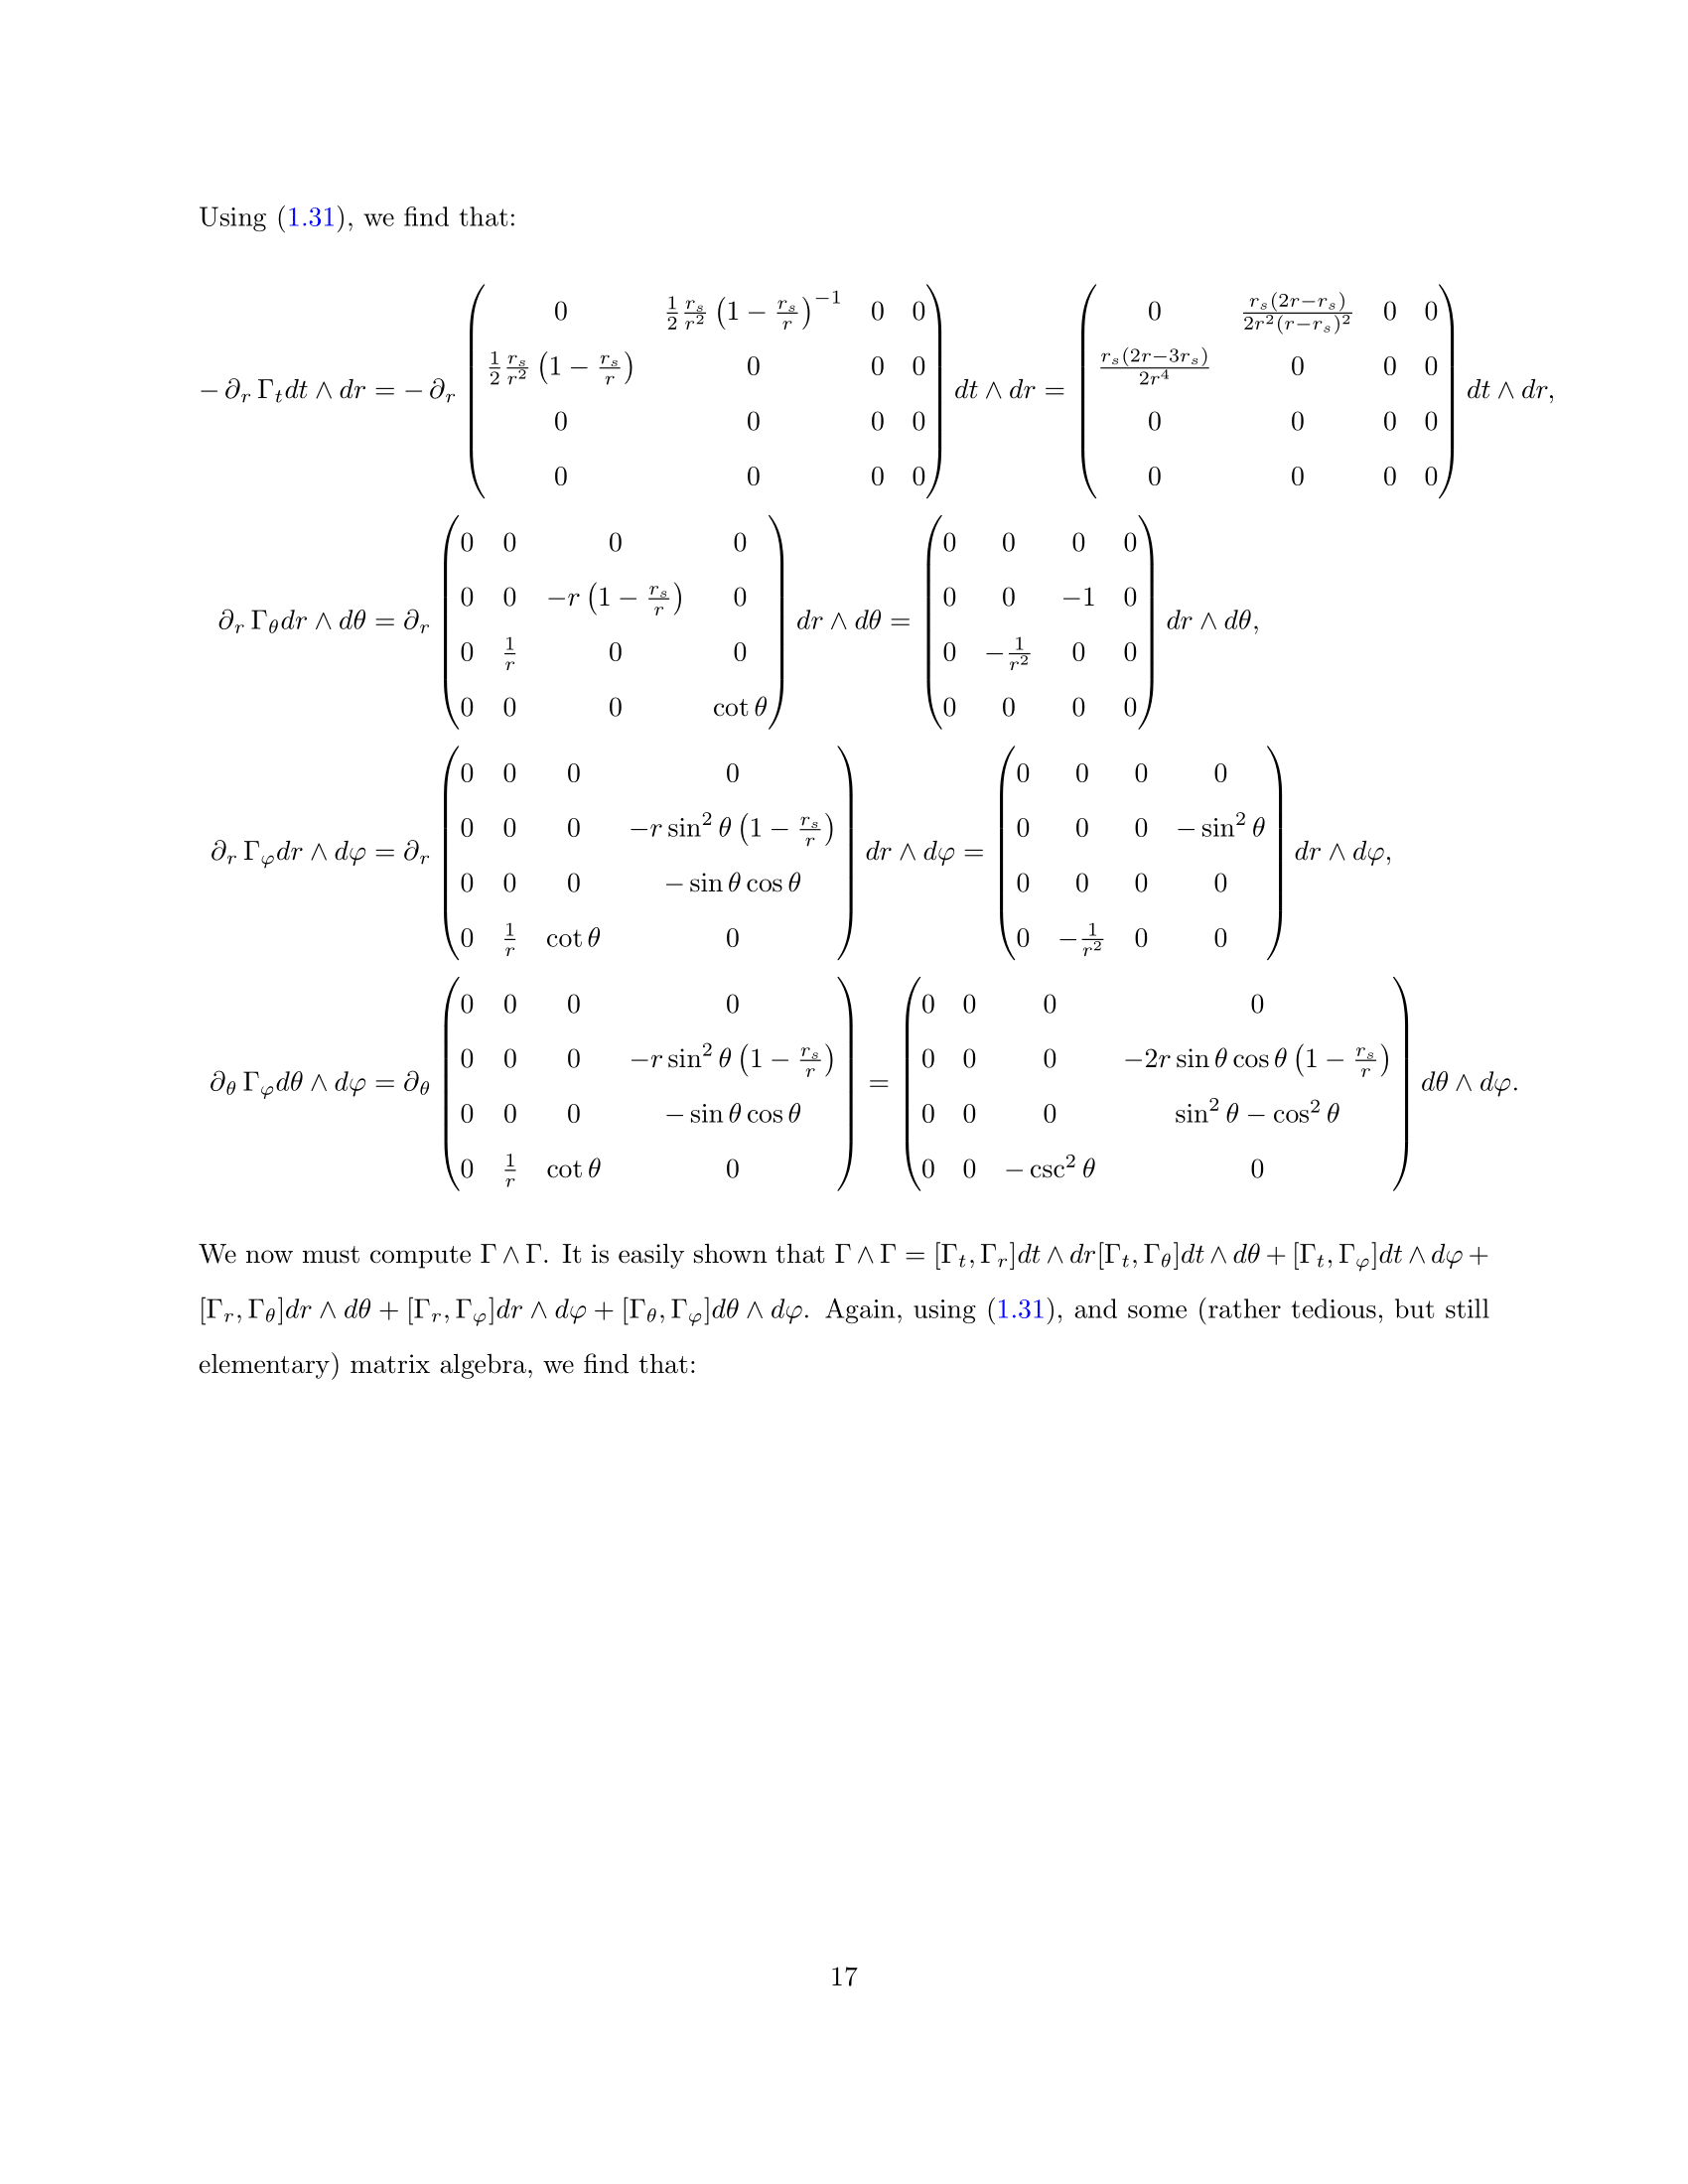 Using (1.31), we find that:
$-\,\partial_r\,\Gamma_t dt\wedge dr = -\,\partial_r \begin{pmatrix} 0 & \frac{1}{2}\frac{r_s}{r^2}\left(1-\frac{r_s}{r}\right)^{-1} & 0 & 0 \\ \frac{1}{2}\frac{r_s}{r^2}\left(1-\frac{r_s}{r}\right) & 0 & 0 & 0 \\ 0 & 0 & 0 & 0 \\ 0 & 0 & 0 & 0 \end{pmatrix} dt\wedge dr = \begin{pmatrix} 0 & \frac{r_s(2r-r_s)}{2r^2(r-r_s)^2} & 0 & 0 \\ \frac{r_s(2r-3r_s)}{2r^4} & 0 & 0 & 0 \\ 0 & 0 & 0 & 0 \\ 0 & 0 & 0 & 0 \end{pmatrix} dt\wedge dr,$
$\partial_r\,\Gamma_\theta dr\wedge d\theta = \partial_r \begin{pmatrix} 0 & 0 & 0 & 0 \\ 0 & 0 & -r\left(1-\frac{r_s}{r}\right) & 0 \\ 0 & \frac{1}{r} & 0 & 0 \\ 0 & 0 & 0 & \cot\theta \end{pmatrix} dr\wedge d\theta = \begin{pmatrix} 0 & 0 & 0 & 0 \\ 0 & 0 & -1 & 0 \\ 0 & -\frac{1}{r^2} & 0 & 0 \\ 0 & 0 & 0 & 0 \end{pmatrix} dr\wedge d\theta,$
$\partial_r\,\Gamma_\varphi dr\wedge d\varphi = \partial_r \begin{pmatrix} 0 & 0 & 0 & 0 \\ 0 & 0 & 0 & -r\sin^2\theta\left(1-\frac{r_s}{r}\right) \\ 0 & 0 & 0 & -\sin\theta\cos\theta \\ 0 & \frac{1}{r} & \cot\theta & 0 \end{pmatrix} dr\wedge d\varphi = \begin{pmatrix} 0 & 0 & 0 & 0 \\ 0 & 0 & 0 & -\sin^2\theta \\ 0 & 0 & 0 & 0 \\ 0 & -\frac{1}{r^2} & 0 & 0 \end{pmatrix} dr\wedge d\varphi,$
$\partial_\theta\,\Gamma_\varphi d\theta\wedge d\varphi = \partial_\theta \begin{pmatrix} 0 & 0 & 0 & 0 \\ 0 & 0 & 0 & -r\sin^2\theta\left(1-\frac{r_s}{r}\right) \\ 0 & 0 & 0 & -\sin\theta\cos\theta \\ 0 & \frac{1}{r} & \cot\theta & 0 \end{pmatrix} = \begin{pmatrix} 0 & 0 & 0 & 0 \\ 0 & 0 & 0 & -2r\sin\theta\cos\theta\left(1-\frac{r_s}{r}\right) \\ 0 & 0 & 0 & \sin^2\theta-\cos^2\theta \\ 0 & 0 & -\csc^2\theta & 0 \end{pmatrix} d\theta\wedge d\varphi.$
We now must compute $\Gamma\wedge\Gamma$. It is easily shown that $\Gamma\wedge\Gamma = [\Gamma_t,\Gamma_r]dt\wedge dr[\Gamma_t,\Gamma_\theta]dt\wedge d\theta+[\Gamma_t,\Gamma_\varphi]dt\wedge d\varphi+$
$[\Gamma_r,\Gamma_\theta]dr\wedge d\theta+[\Gamma_r,\Gamma_\varphi]dr\wedge d\varphi+[\Gamma_\theta,\Gamma_\varphi]d\theta\wedge d\varphi$. Again, using (1.31), and some (rather tedious, but still
elementary) matrix algebra, we find that:
17